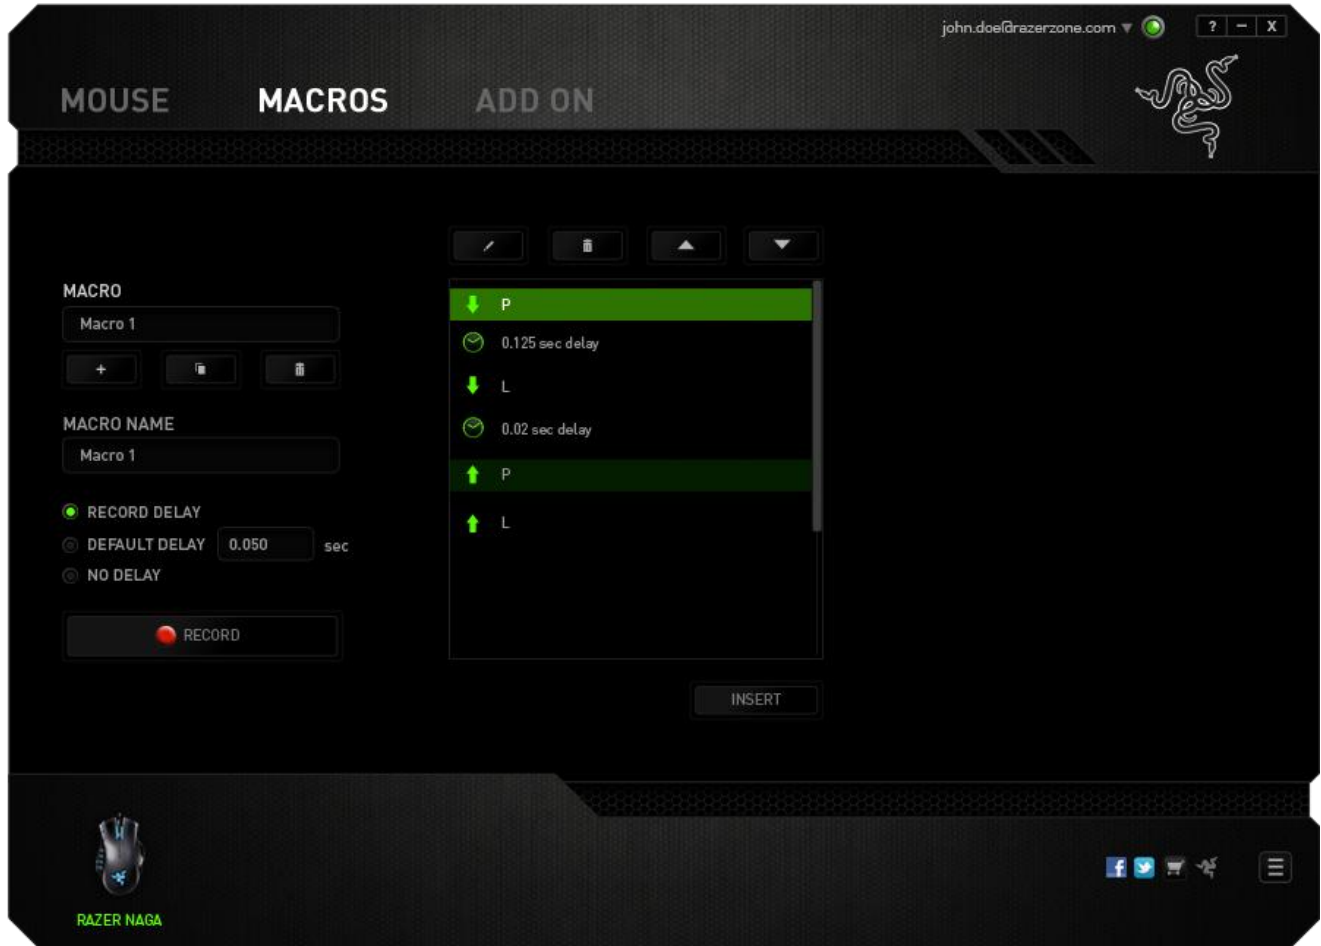 john.doe@razerzone.com
? - X
MOUSE MACROS ADD ON
MACRO
Macro 1
+
MACRO NAME
Macro 1
RECORD DELAY
DEFAULT DELAY 0.050 sec
NO DELAY
RECORD
P
0.125 sec delay
L
0.02 sec delay
P
L
INSERT
RAZER NAGA
f